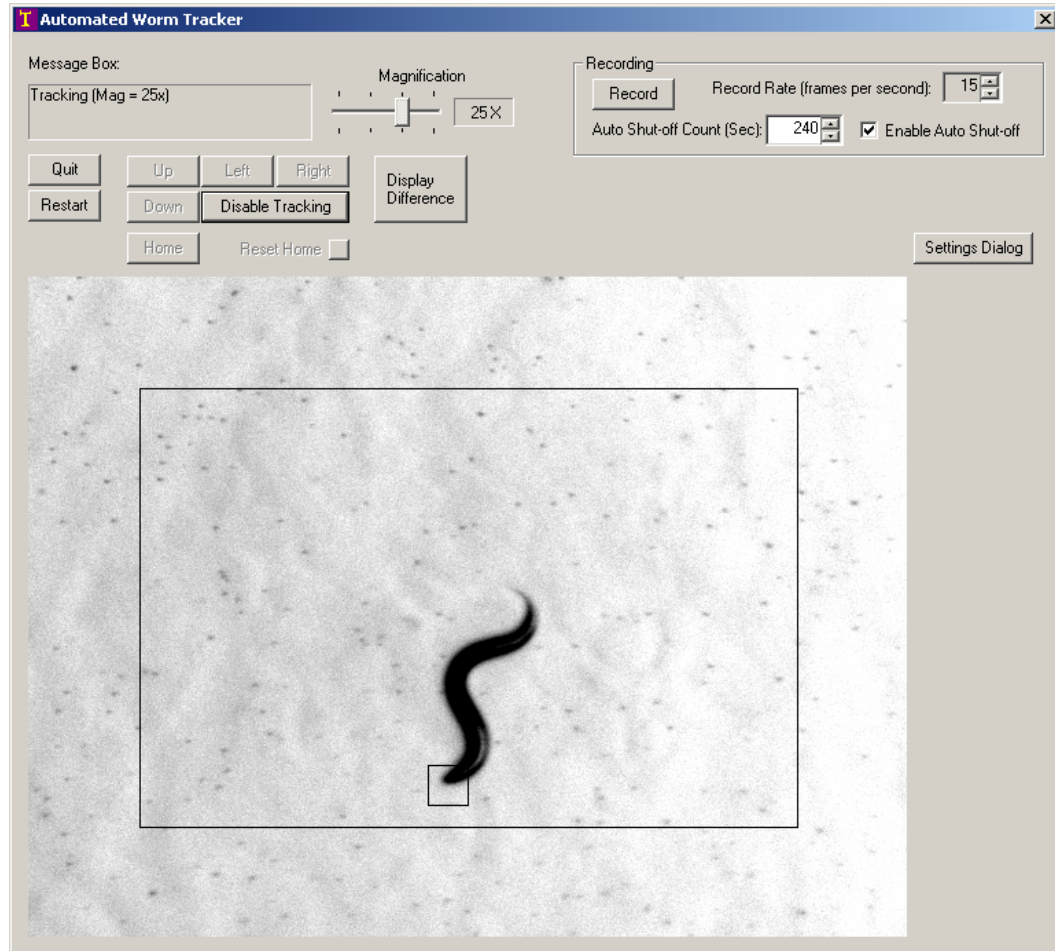 T Automated Worm Tracker
Message Box:
Tracking (Mag = 25x)
Magnification
25X
Recording
Record
Record Rate (frames per second):
15
Auto Shut-off Count (Sec):
240
Enable Auto Shut-off
Quit
Up
Left
Right
Display
Difference
Restart
Down
Disable Tracking
Home
Reset Home
Settings Dialog